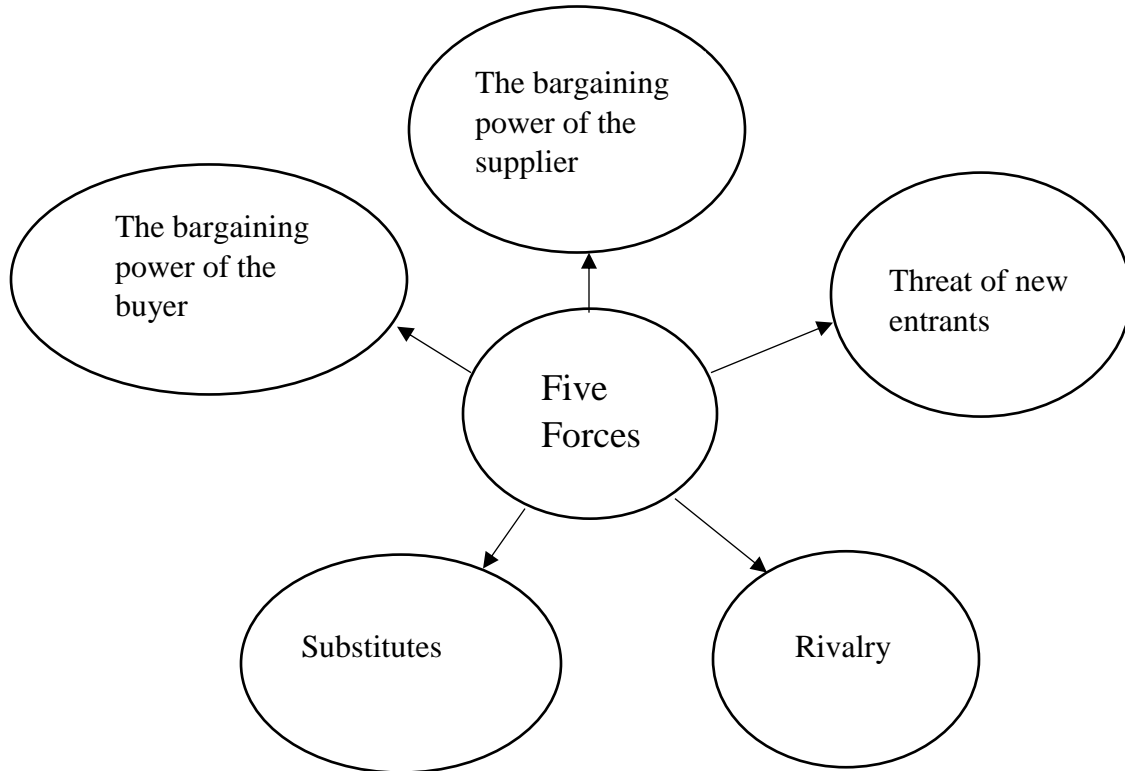 The bargaining
power of the
supplier
The bargaining
power of the
buyer
Threat of new
entrants
Five
Forces
Substitutes
Rivalry